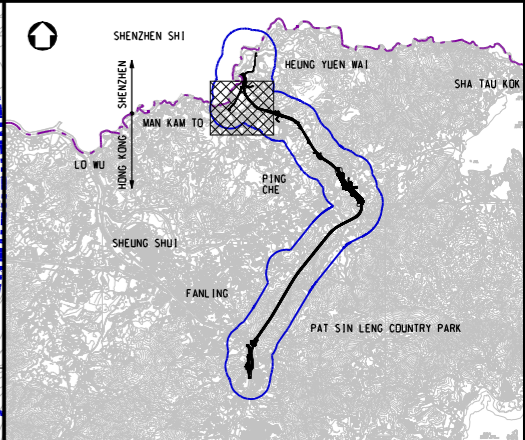 SHENZHEN SHI
HEUNG YUEN WAI
SHA TAU KOK
SHENZHEN
HONG KONG
MAN KAM TO
LO WU
PING
CHE
SHEUNG SHUI
FANLING
PAT SIN LENG COUNTRY PARK